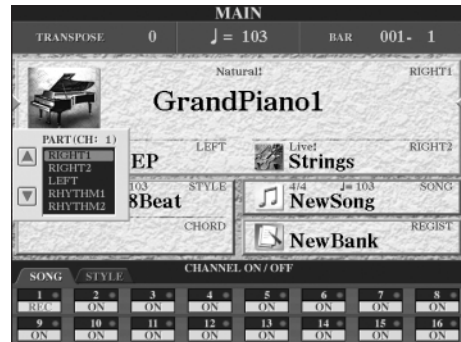 MAIN
TRANSPOSE 0 ♩= 103 BAR 001- 1
Natural! RIGHT1
GrandPiano1
PART(CH: 1)
RIGHT1
RIGHT2
LEFT
RHYTHM1
RHYTHM2
LEFT
EP
Live! RIGHT2
Strings
103 STYLE
8Beat
4/4 ♩=103 SONG
NewSong
CHORD
REGIST
NewBank
SONG STYLE CHANNEL ON / OFF
1 2 3 4 5 6 7 8
REC ON ON ON ON ON ON ON
9 10 11 12 13 14 15 16
ON ON ON ON ON ON ON ON